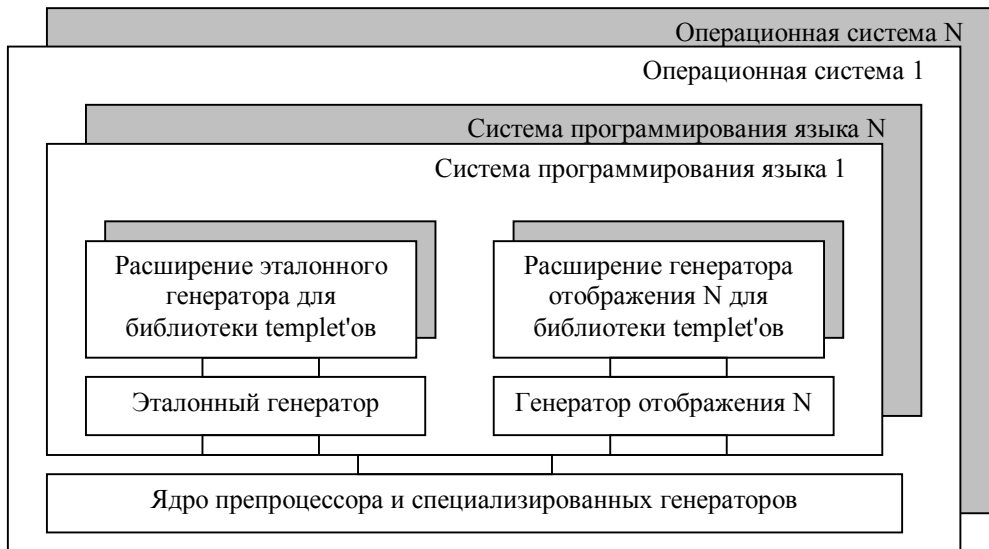 Операционная система N
Операционная система 1
Система программирования языка N
Система программирования языка 1
Расширение эталонного
генератора для
библиотеки templet'ов
Расширение генератора
отображения N для
библиотеки templet'ов
Эталонный генератор
Генератор отображения N
Ядро препроцессора и специализированных генераторов